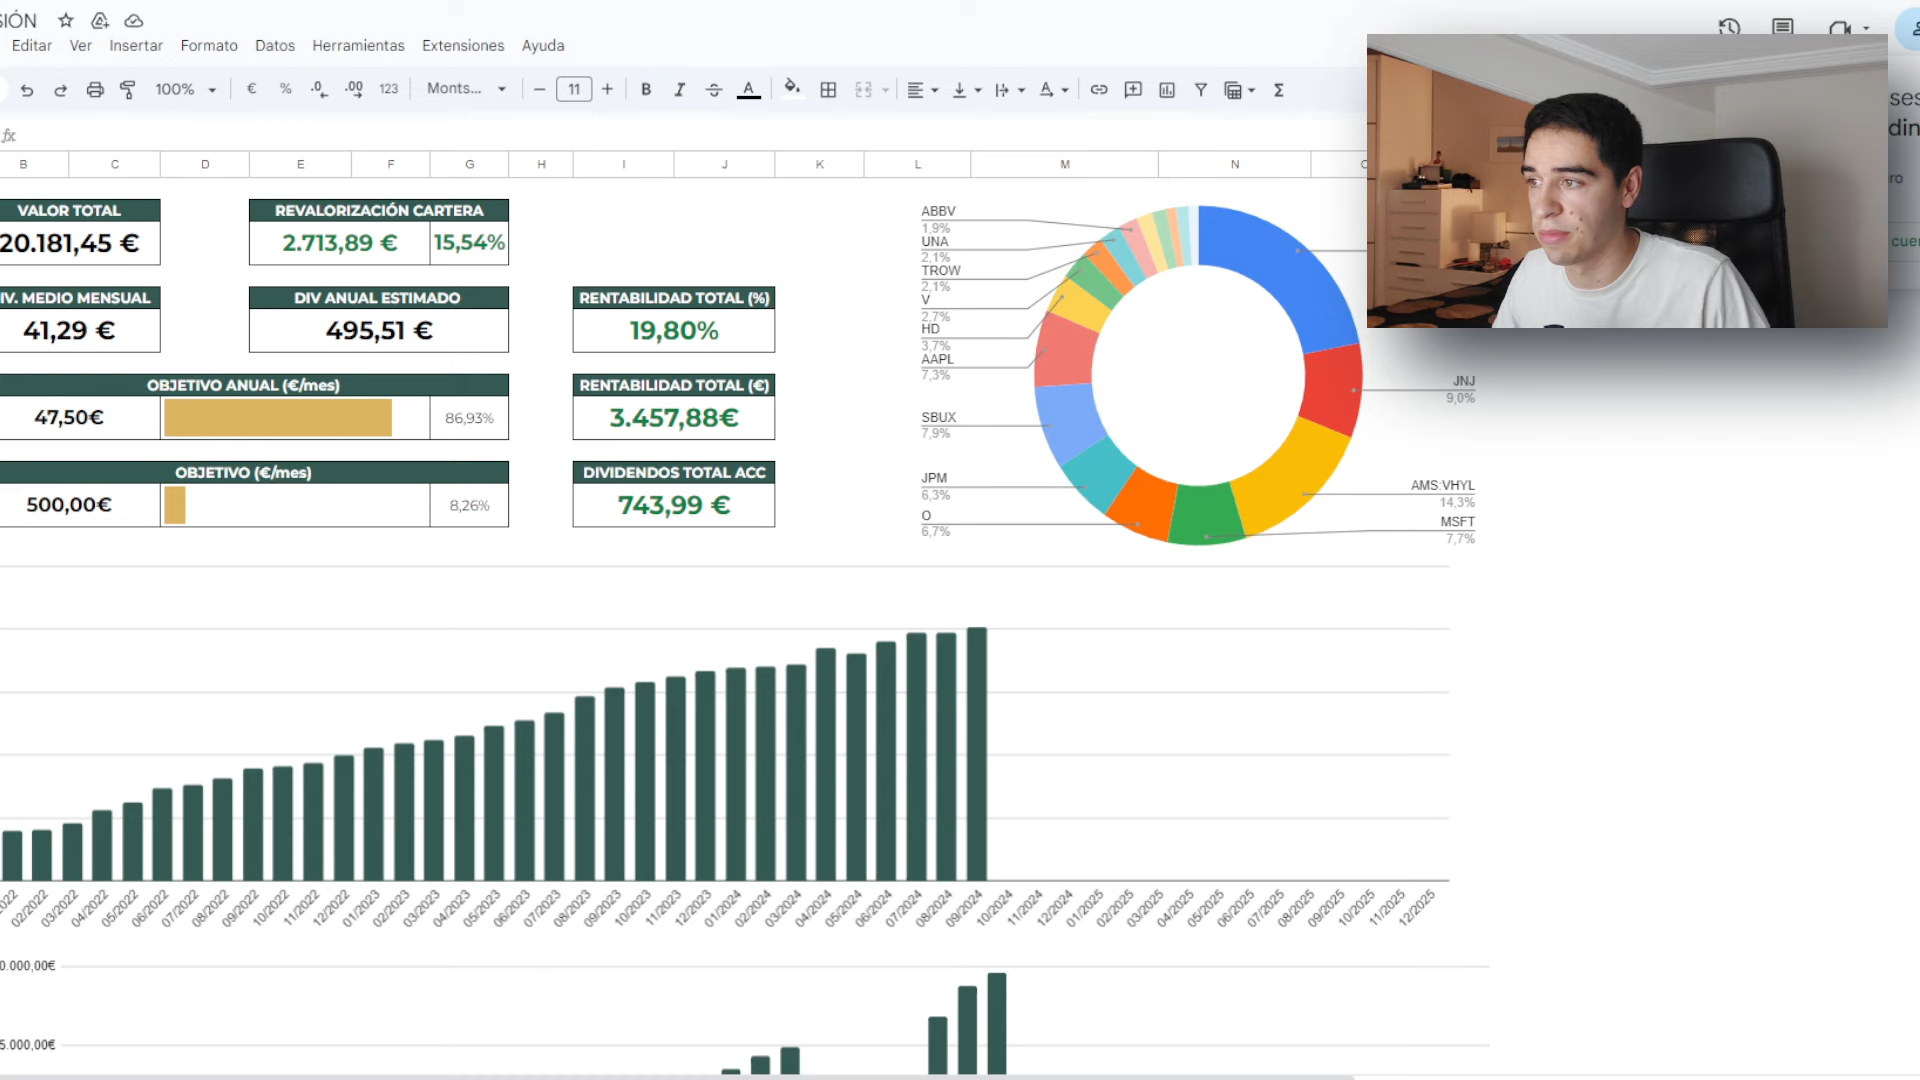 SIÓN
Editar Ver Insertar Formato Datos Herramientas Extensiones Ayuda
100% € % .0 .00 123 Monts... 11 B I A
fx
B C D E F G H I J K L M N
VALOR TOTAL
20.181,45 €
REVALORIZACIÓN CARTERA
2.713,89 € 15,54%
IV. MEDIO MENSUAL
41,29 €
DIV ANUAL ESTIMADO
495,51 €
RENTABILIDAD TOTAL (%)
19,80%
OBJETIVO ANUAL (€/mes)
47,50€ 86,93%
RENTABILIDAD TOTAL (€)
3.457,88€
OBJETIVO (€/mes)
500,00€ 8,26%
DIVIDENDOS TOTAL ACC
743,99 €
ABBV
1,9%
UNA
2,1%
TROW
2,1%
V
2,7%
HD
3,7%
AAPL
7,3%
SBUX
7,9%
JPM
6,3%
O
6,7%
JNJ
9,0%
AMS:VHYL
14,3%
MSFT
7,7%
ses
din
ro
cuer
2022 02/2022 03/2022 04/2022 05/2022 06/2022 07/2022 08/2022 09/2022 10/2022 11/2022 12/2022 01/2023 02/2023 03/2023 04/2023 05/2023 06/2023 07/2023 08/2023 09/2023 10/2023 11/2023 12/2023 01/2024 02/2024 03/2024 04/2024 05/2024 06/2024 07/2024 08/2024 09/2024 10/2024 11/2024 12/2024 01/2025 02/2025 03/2025 04/2025 05/2025 06/2025 07/2025 08/2025 09/2025 10/2025 11/2025 12/2025
0.000,00€
5.000,00€